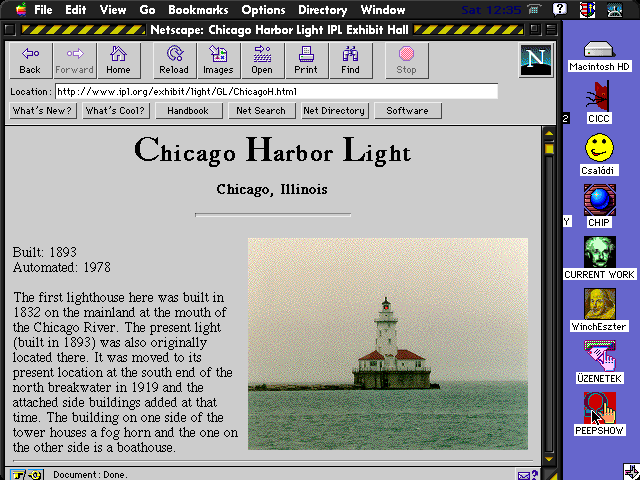 File Edit View Go Bookmarks Options Directory Window Sat 12:35
Netscape: Chicago Harbor Light IPL Exhibit Hall
Back Forward Home Reload Images Open Print Find Stop
N
Location: http://www.ipl.org/exhibit/light/GL/ChicagoH.html
What's New? What's Cool? Handbook Net Search Net Directory Software
Chicago Harbor Light
Chicago, Illinois
Built: 1893
Automated: 1978
The first lighthouse here was built in
1832 on the mainland at the mouth of
the Chicago River. The present light
(built in 1893) was also originally
located there. It was moved to its
present location at the south end of the
north breakwater in 1919 and the
attached side buildings added at that
time. The building on one side of the
tower houses a fog horn and the one on
the other side is a boathouse.
Document: Done.
?
Macintosh HD
CICC
2
Családi
CHIP
Y
CURRENT WORK
WinchEszter
ÜZENETEK
PEEPSHOW